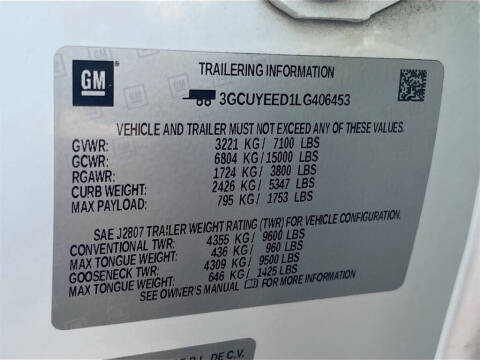 GM
TRAILERING INFORMATION
3GCUYEED1LG406453
VEHICLE AND TRAILER MUST NOT EXCEED ANY OF THESE VALUES
GVWR: 3221 KG/ 7100 LBS
GCWR: 6804 KG/15000 LBS
RGAWR: 1724 KG/ 3800 LBS
CURB WEIGHT: 2426 KG/ 5347 LBS
MAX PAYLOAD: 795 KG/ 1753 LBS
SAE J2807 TRAILER WEIGHT RATING (TWR) FOR VEHICLE CONFIGURATION.
CONVENTIONAL TWR: 4355 KG/ 9600 LBS
MAX TONGUE WEIGHT: 436 KG/ 960 LBS
GOOSENECK TWR: 4309 KG/ 9500 LBS
MAX TONGUE WEIGHT: 646 KG/ 1425 LBS
SEE OWNER'S MANUAL FOR MORE INFORMATION.
DE C.V.